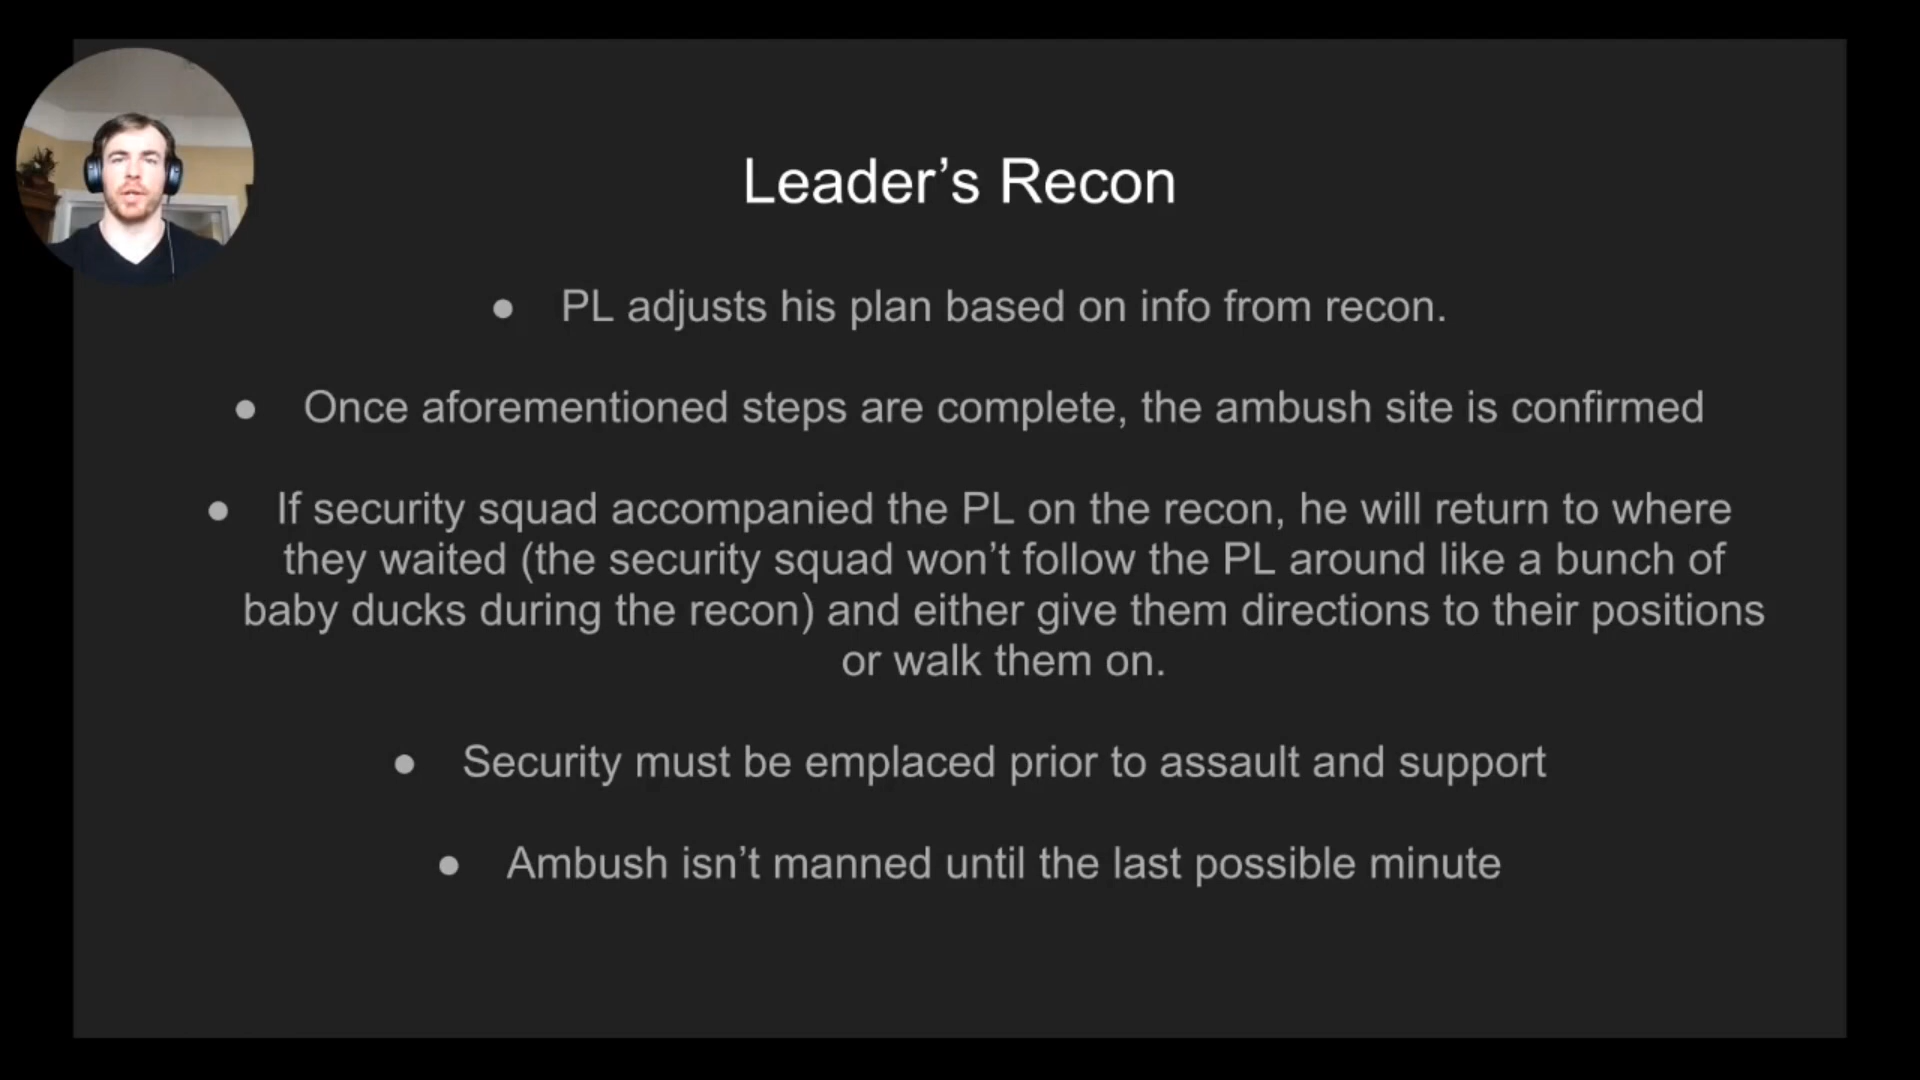 Leader’s Recon
● PL adjusts his plan based on info from recon.
● Once aforementioned steps are complete, the ambush site is confirmed
● If security squad accompanied the PL on the recon, he will return to where
they waited (the security squad won’t follow the PL around like a bunch of
baby ducks during the recon) and either give them directions to their positions
or walk them on.
● Security must be emplaced prior to assault and support
● Ambush isn’t manned until the last possible minute